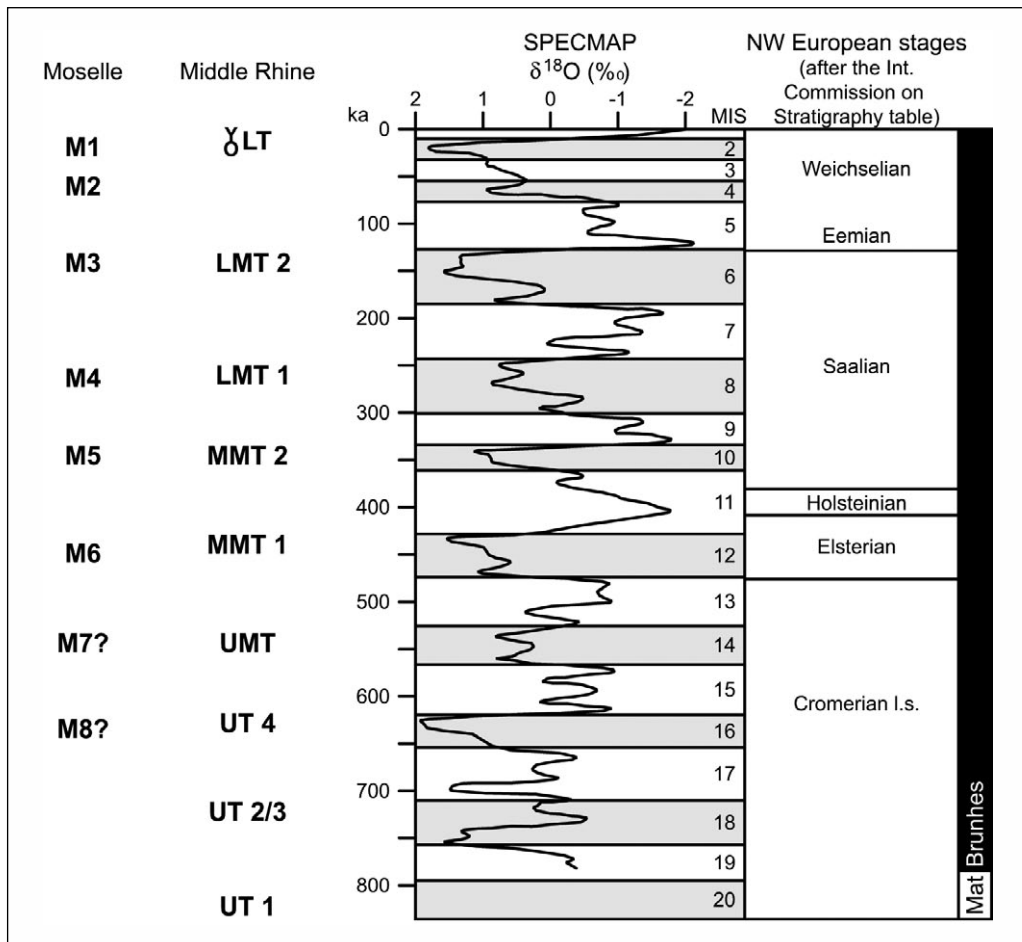 SPECMAP
δ18O (‰)
NW European stages
(after the Int.
Commission on
Stratigraphy table)
Moselle
Middle Rhine
ka
2 1 0 -1 -2
MIS
0
100
200
300
400
500
600
700
800
M1
M2
M3
M4
M5
M6
M7?
M8?
LT
LMT 2
LMT 1
MMT 2
MMT 1
UMT
UT 4
UT 2/3
UT 1
2
3
4
5
6
7
8
9
10
11
12
13
14
15
16
17
18
19
20
Weichselian
Eemian
Saalian
Holsteinian
Elsterian
Cromerian l.s.
Brunhes
Mat